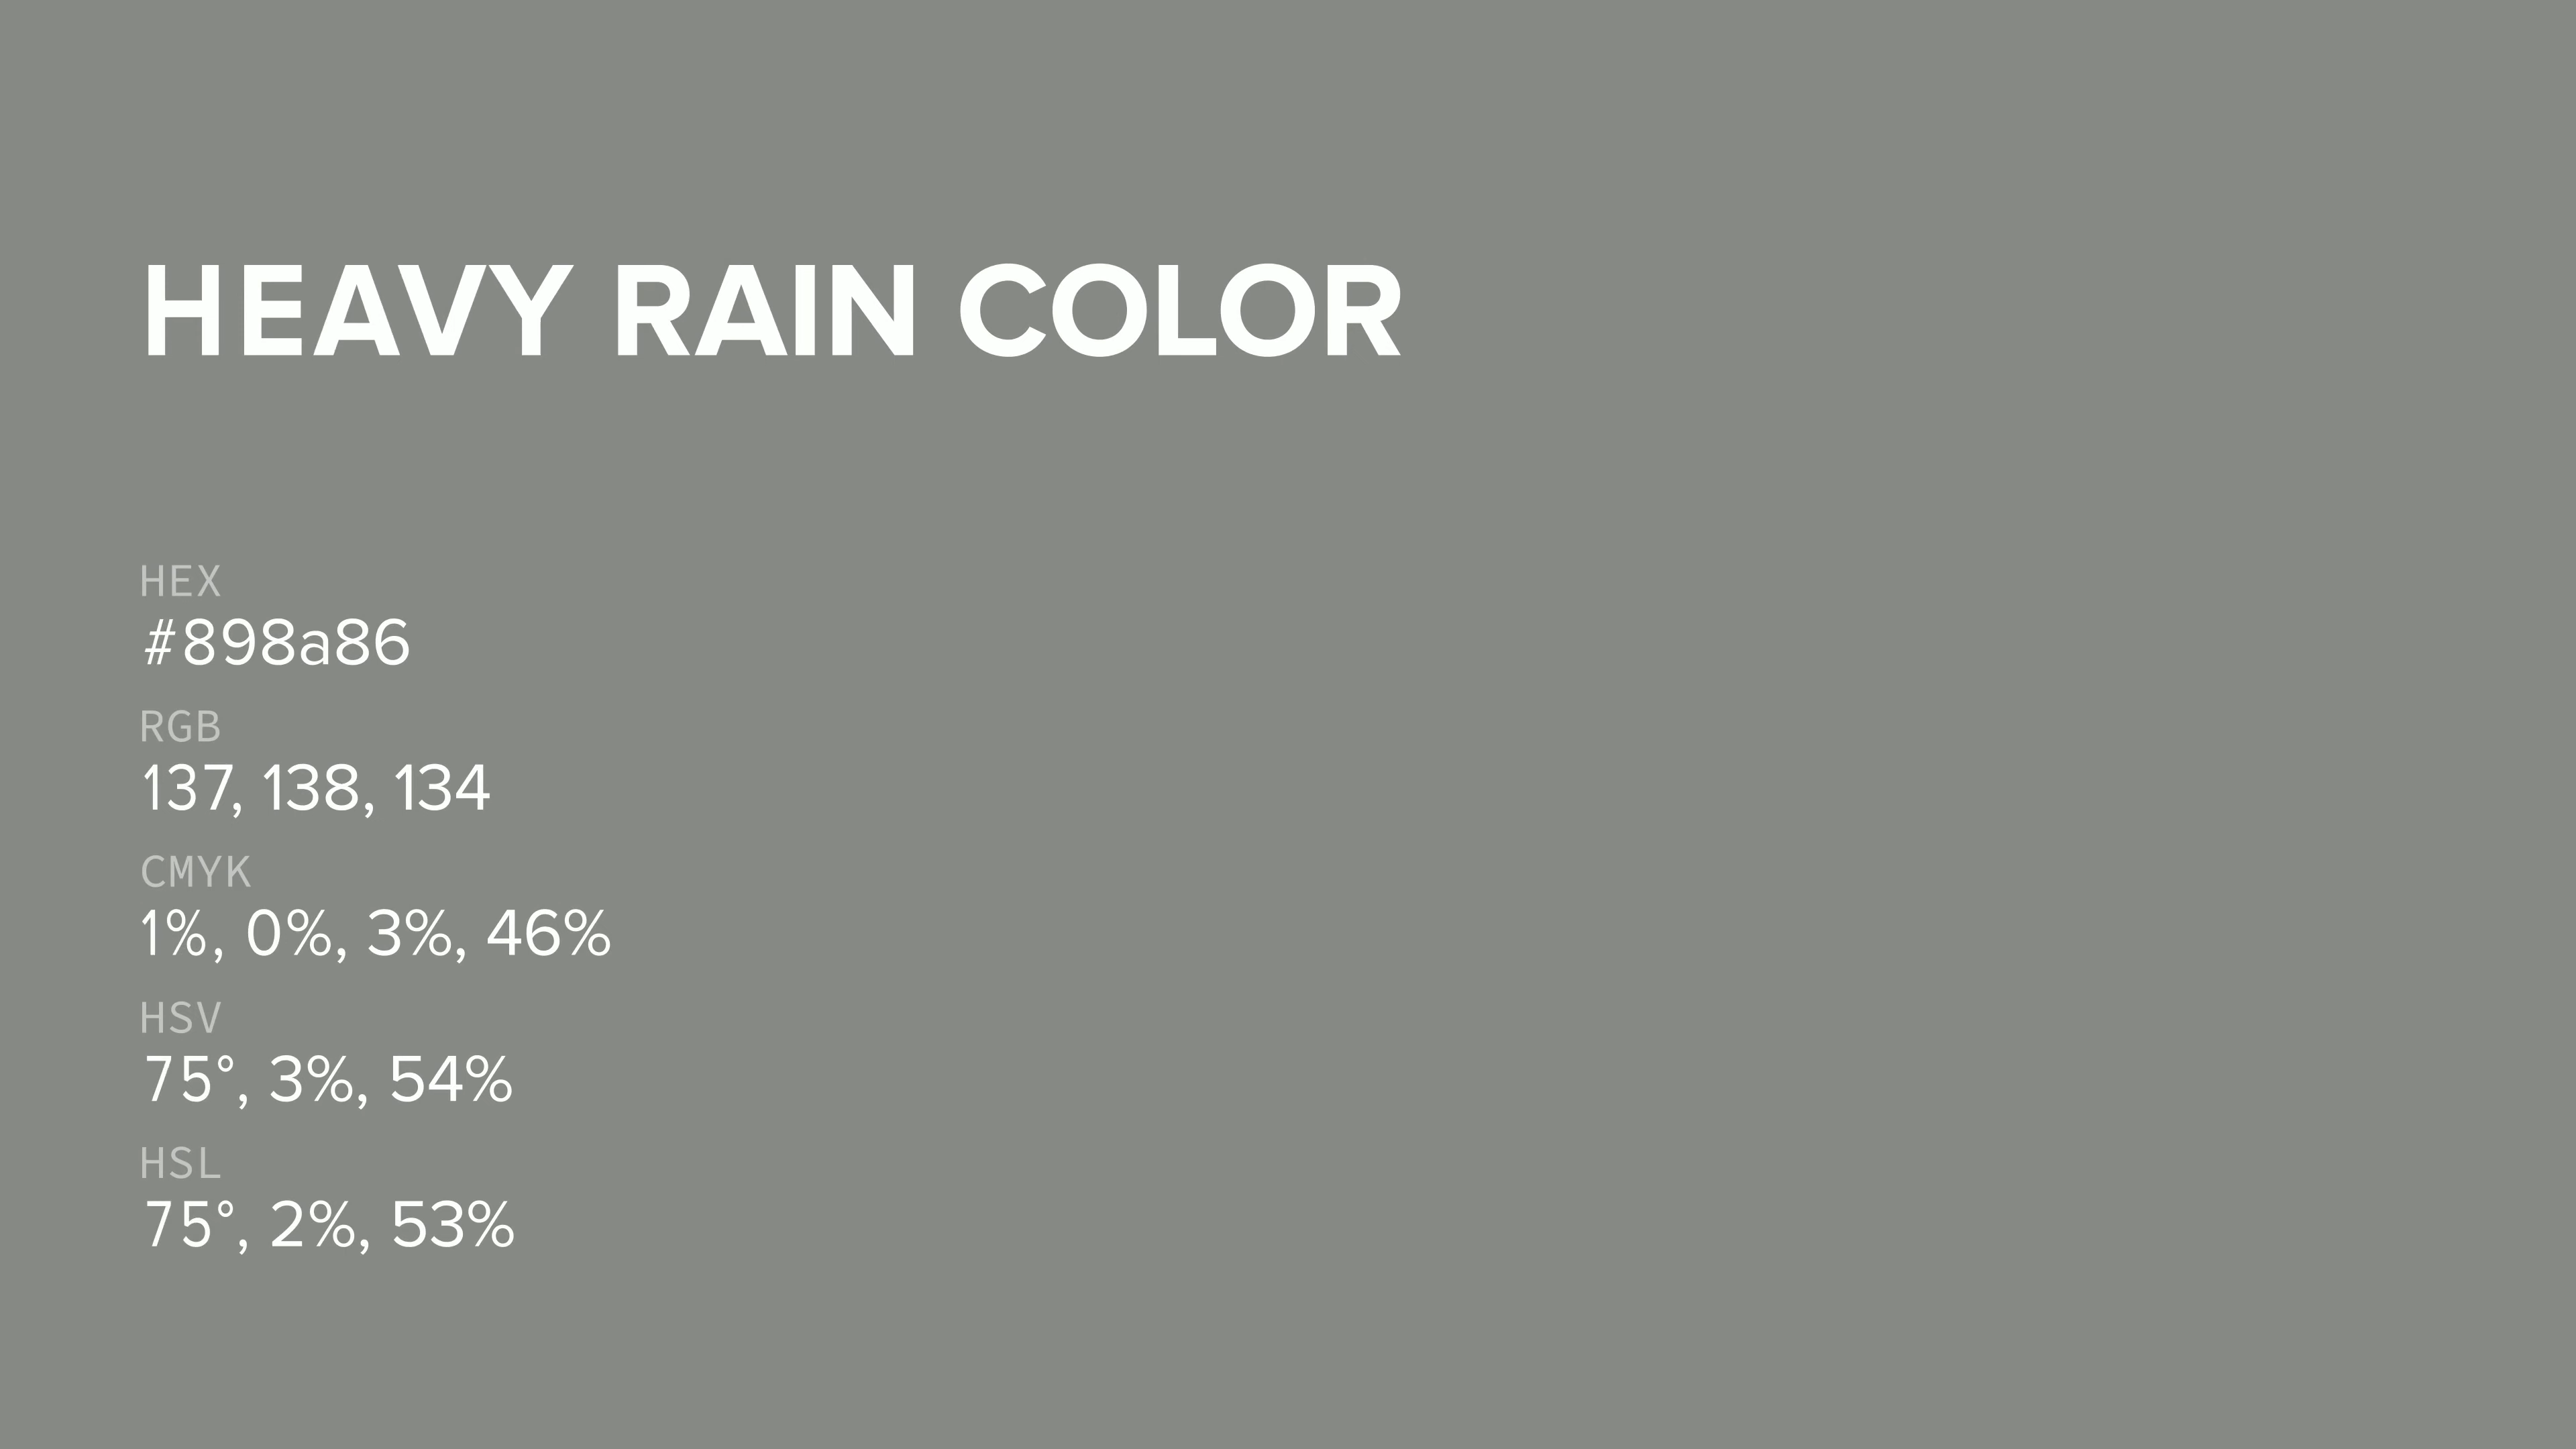 HEAVY RAIN COLOR
HEX
#898a86
RGB
137, 138, 134
CMYK
1%, 0%, 3%, 46%
HSV
75°, 3%, 54%
HSL
75°, 2%, 53%